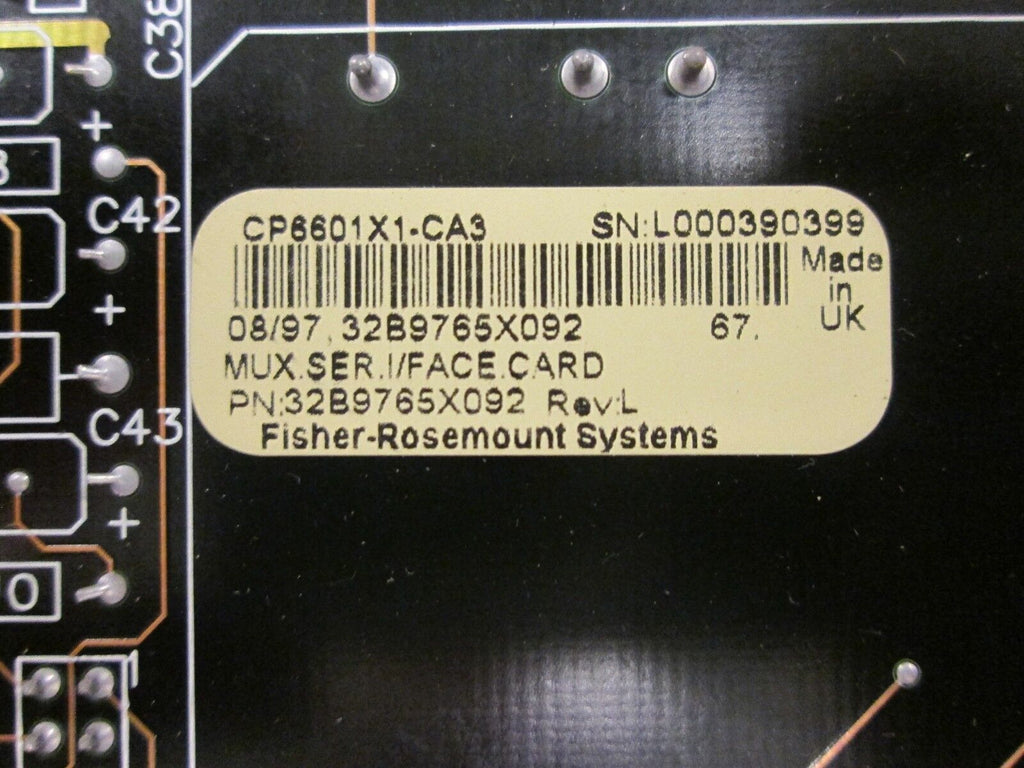 C38
+
C42
+
C43
+
CP6601X1-CA3 SN:L000390399
Made
in
UK
08/97. 32B9765X092 67.
MUX.SER.I/FACE.CARD
PN:32B9765X092 Rev:L
Fisher-Rosemount Systems
1